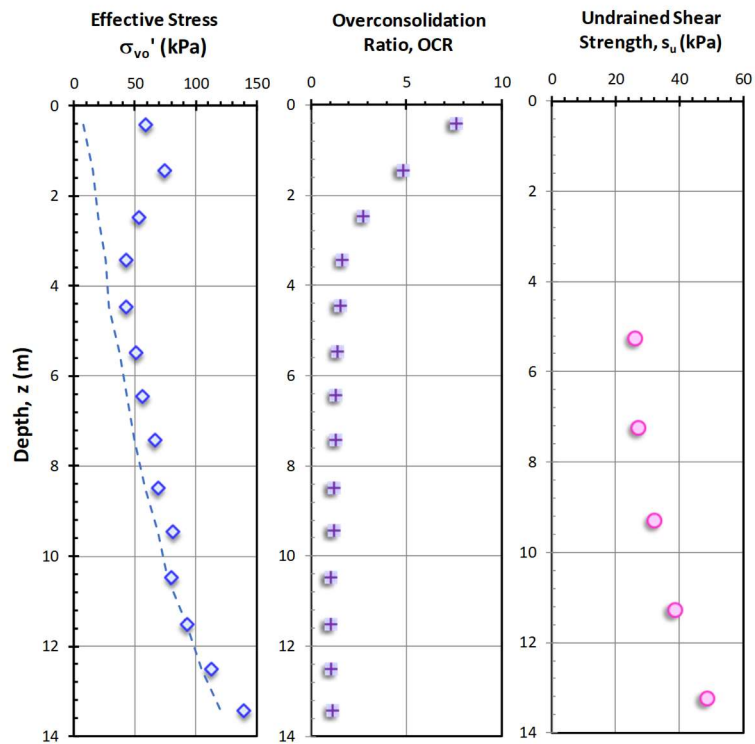 Effective Stress
σvo' (kPa)
0 50 100 150
0
2
4
6
8
10
12
14
Depth, z (m)
Overconsolidation
Ratio, OCR
0 5 10
0
2
4
6
8
10
12
14
Undrained Shear
Strength, su (kPa)
0 20 40 60
0
2
4
6
8
10
12
14